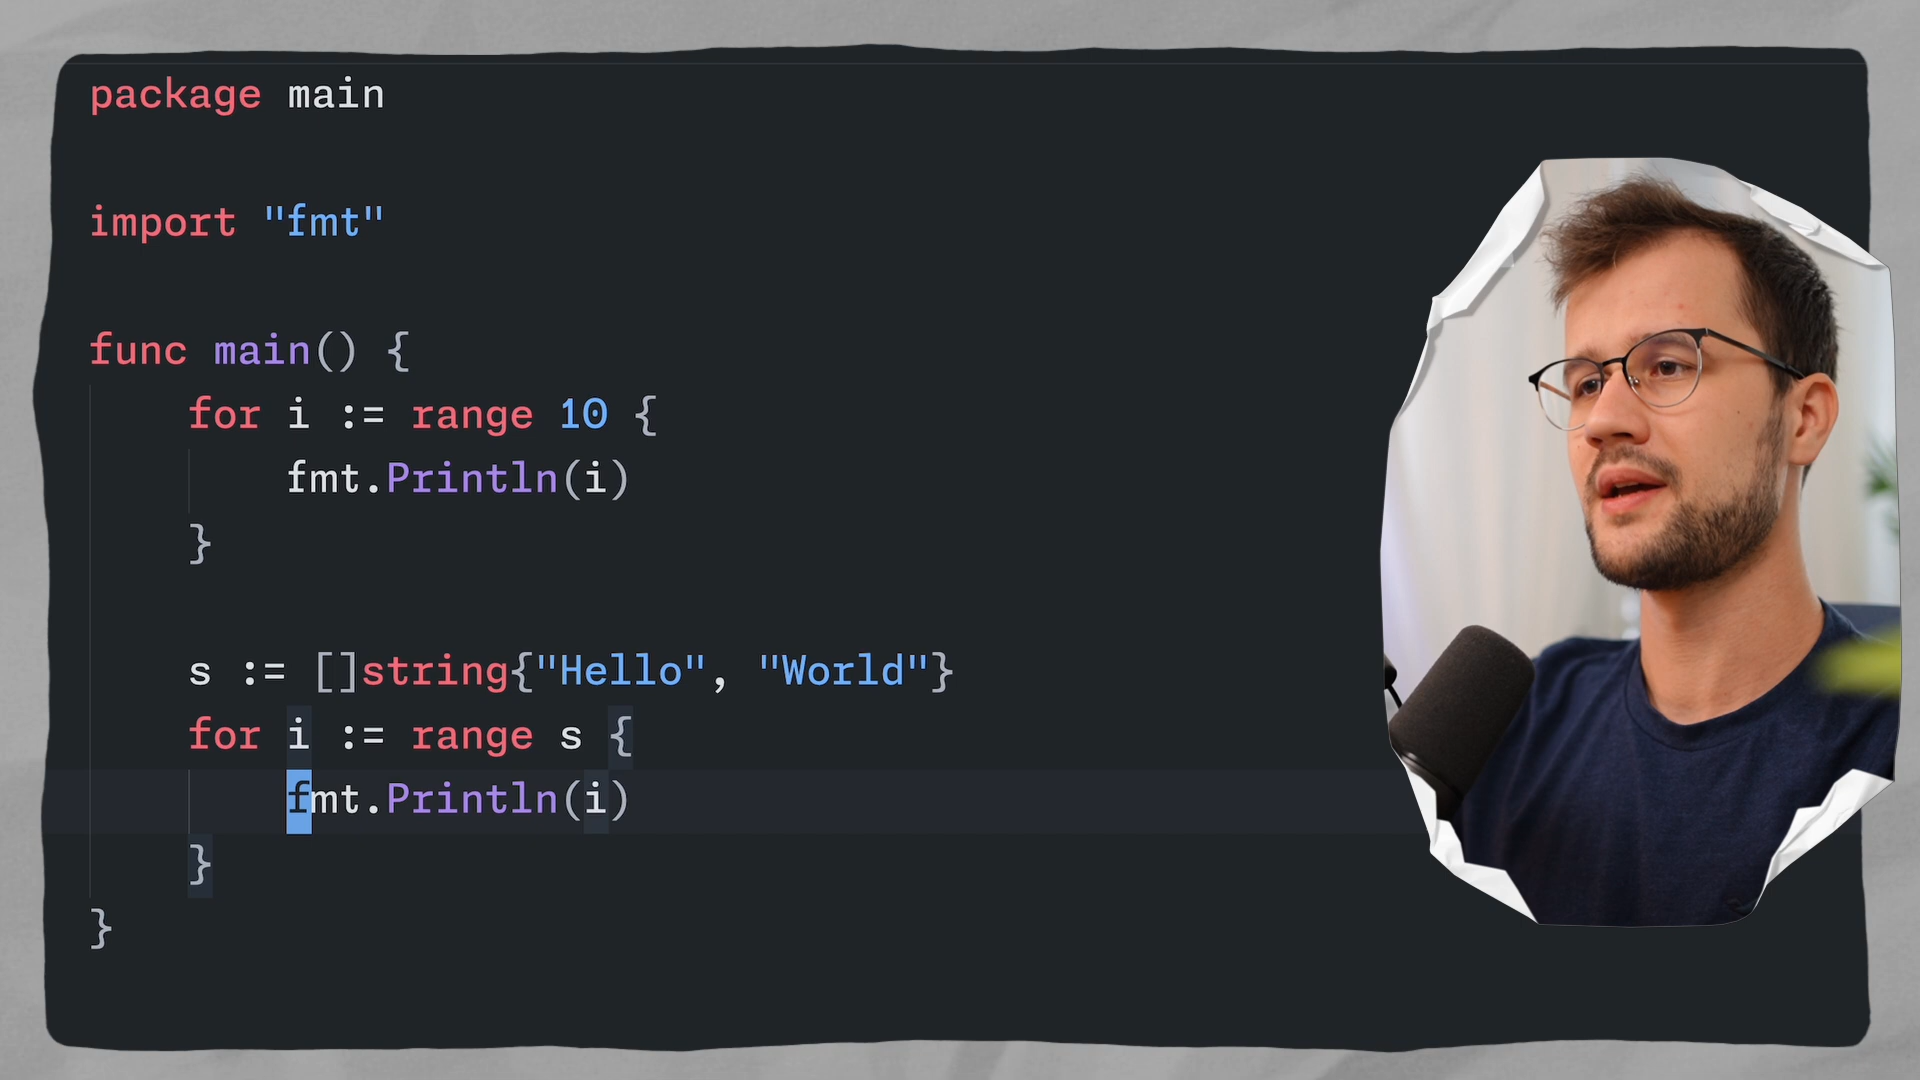 package main
import "fmt"
func main() {
    for i := range 10 {
        fmt.Println(i)
    }
    s := []string{"Hello", "World"}
    for i := range s {
        fmt.Println(i)
    }
}